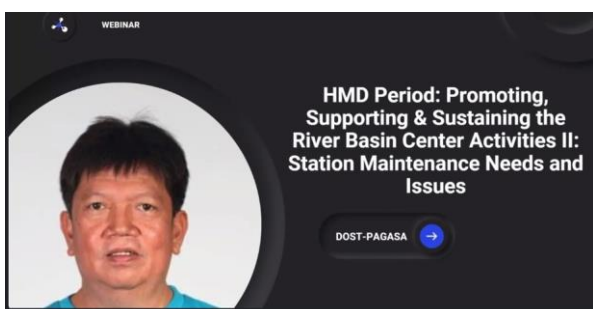 WEBINAR
HMD Period: Promoting,
Supporting & Sustaining the
River Basin Center Activities II:
Station Maintenance Needs and
Issues
DOST-PAGASA